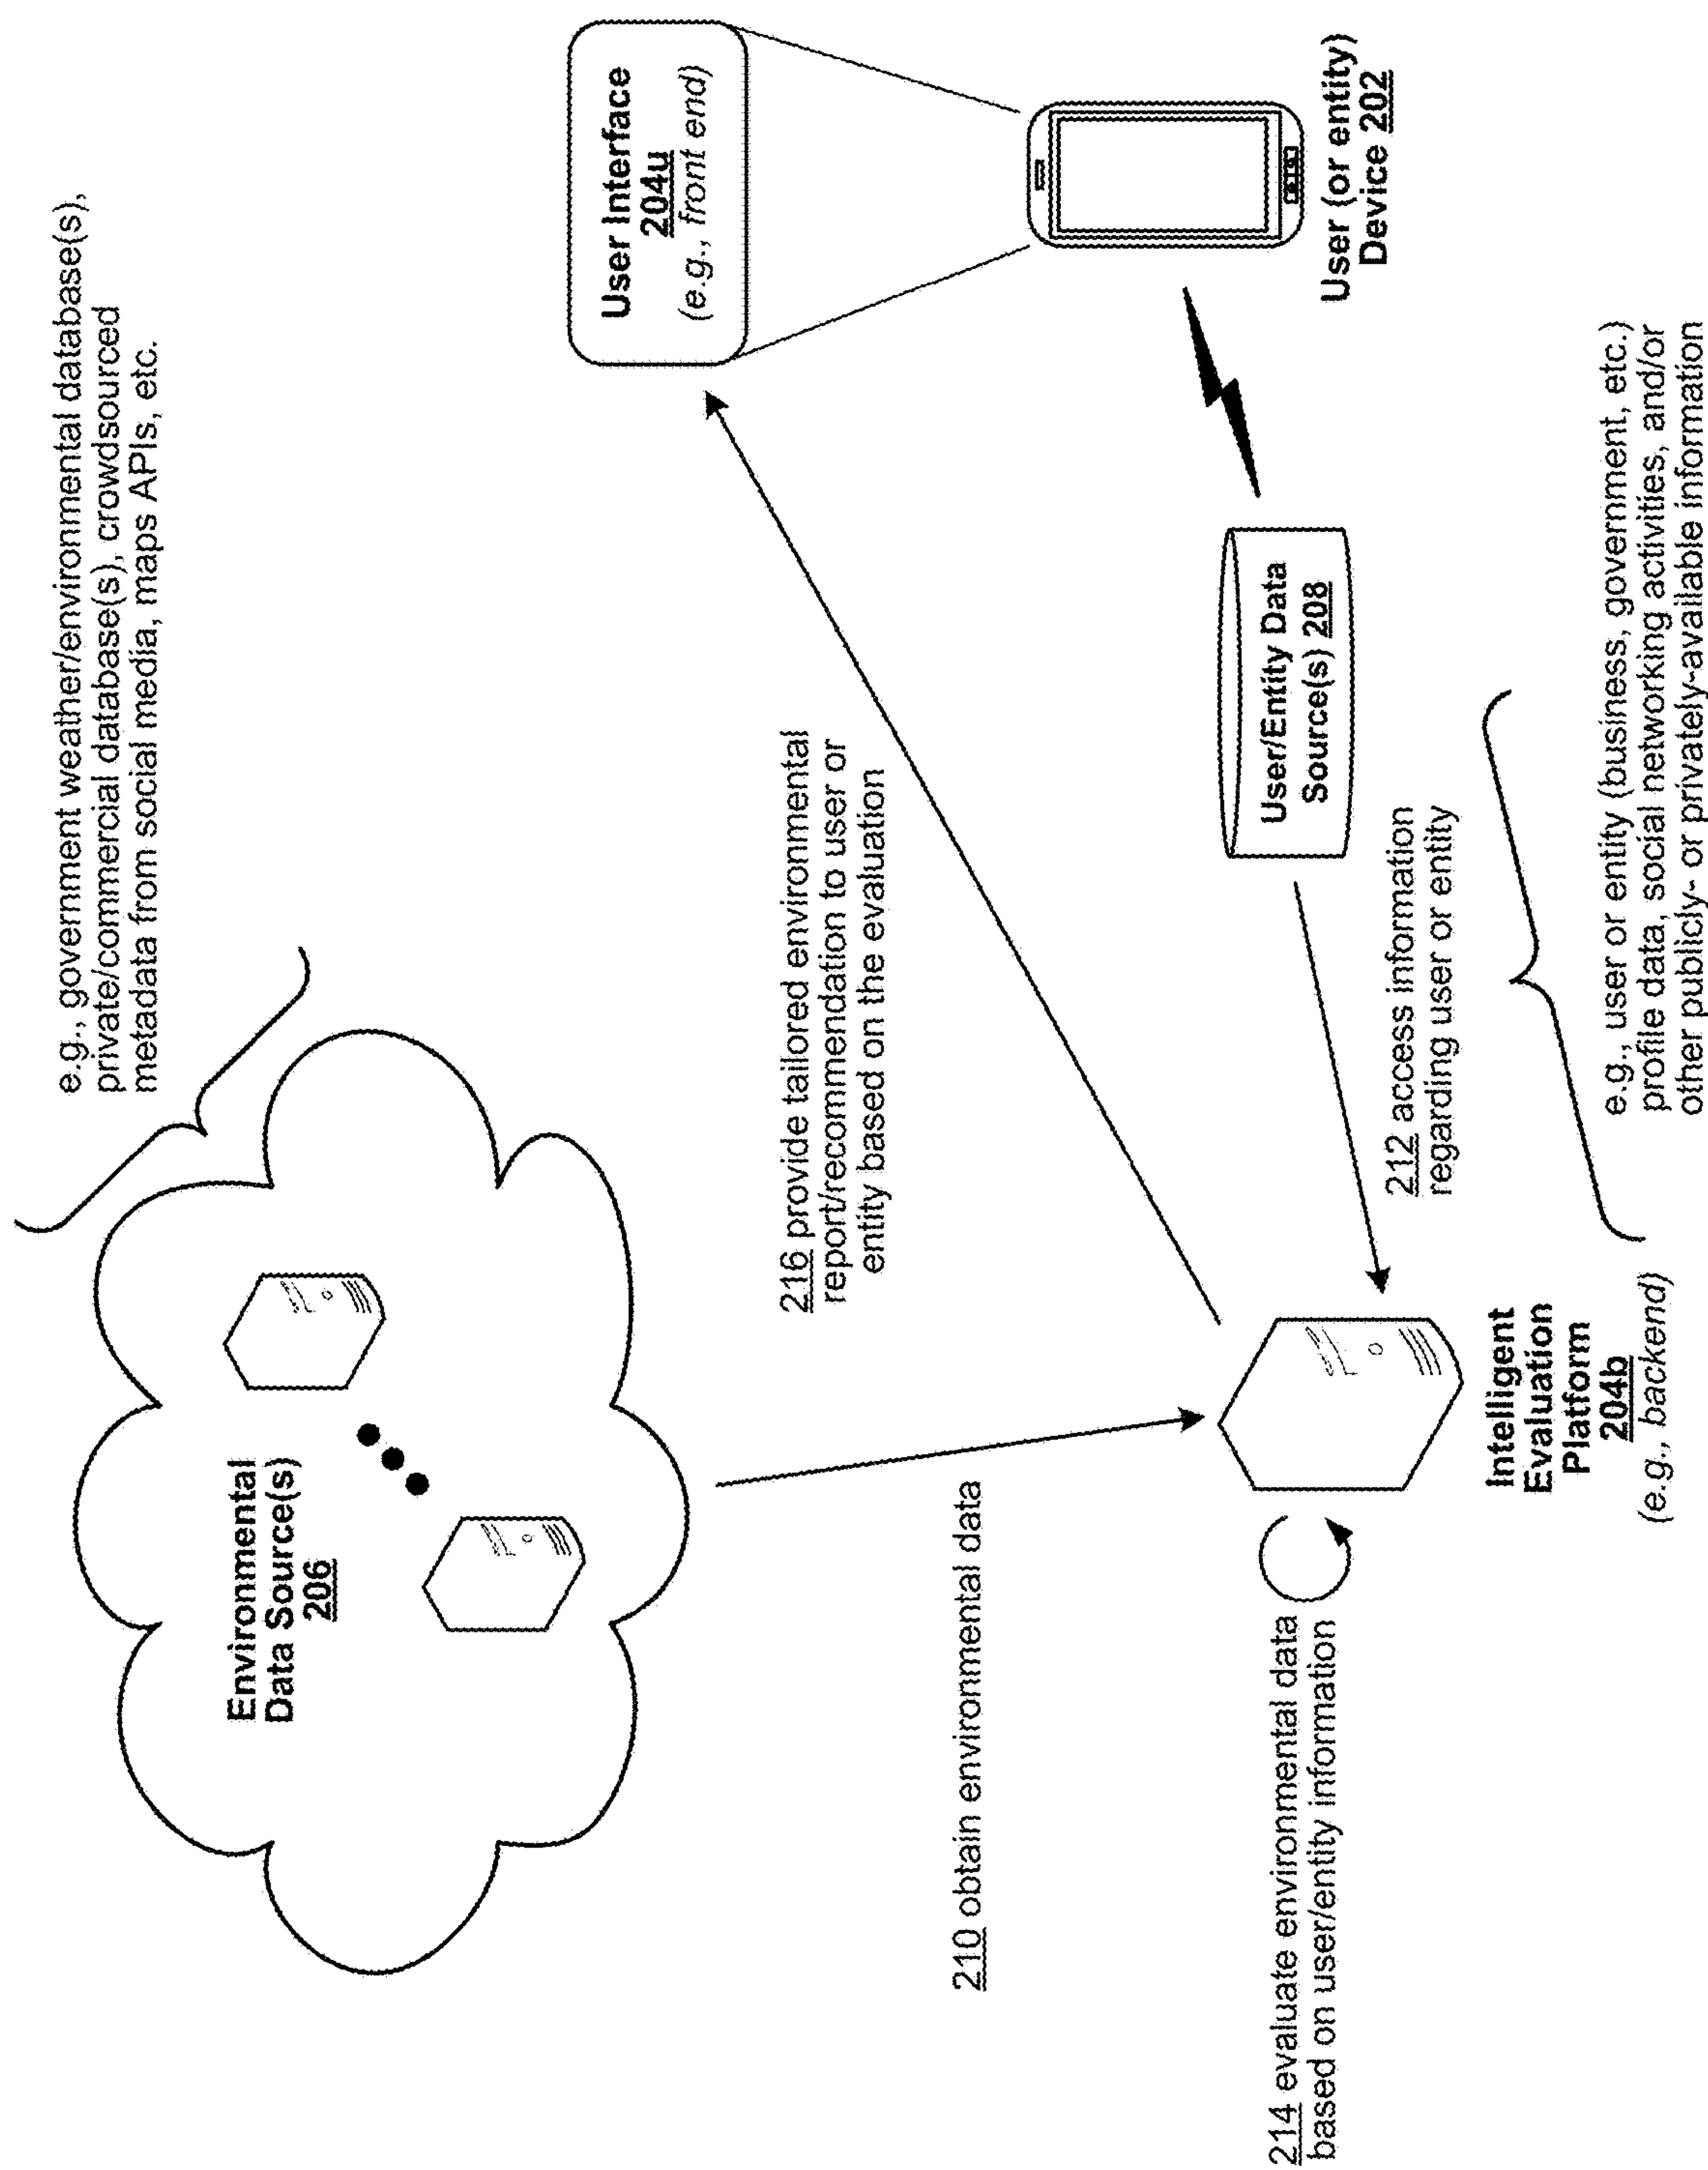 e.g., government weather/environmental database(s),
private/commercial database(s), crowdsourced
metadata from social media, maps APIs, etc.
Environmental
Data Source(s)
206
User Interface
204u
(e.g., front end)
216 provide tailored environmental
report/recommendation to user or
entity based on the evaluation
210 obtain environmental data
User/Entity Data
Source(s) 208
User (or entity)
Device 202
214 evaluate environmental data
based on user/entity information
212 access information
regarding user or entity
Intelligent
Evaluation
Platform
204b
(e.g., backend)
e.g., user or entity (business, government, etc.)
profile data, social networking activities, and/or
other publicly- or privately-available information